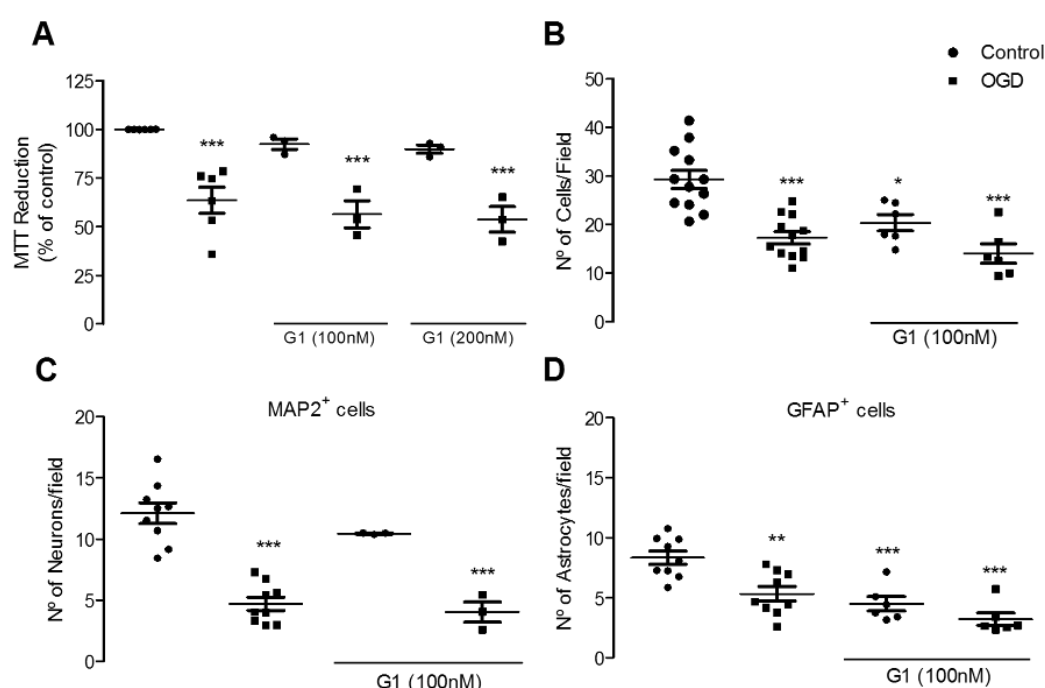 A
MTT Reduction
(% of control)
125
100
75
50
25
0
***
***
***
G1 (100nM)
G1 (200nM)
B
Control
OGD
Nº of Cells/Field
50
40
30
20
10
0
***
*
***
G1 (100nM)
C
MAP2+ cells
Nº of Neurons/field
20
15
10
5
0
***
***
G1 (100nM)
D
GFAP+ cells
Nº of Astrocytes/field
20
15
10
5
0
**
***
***
G1 (100nM)